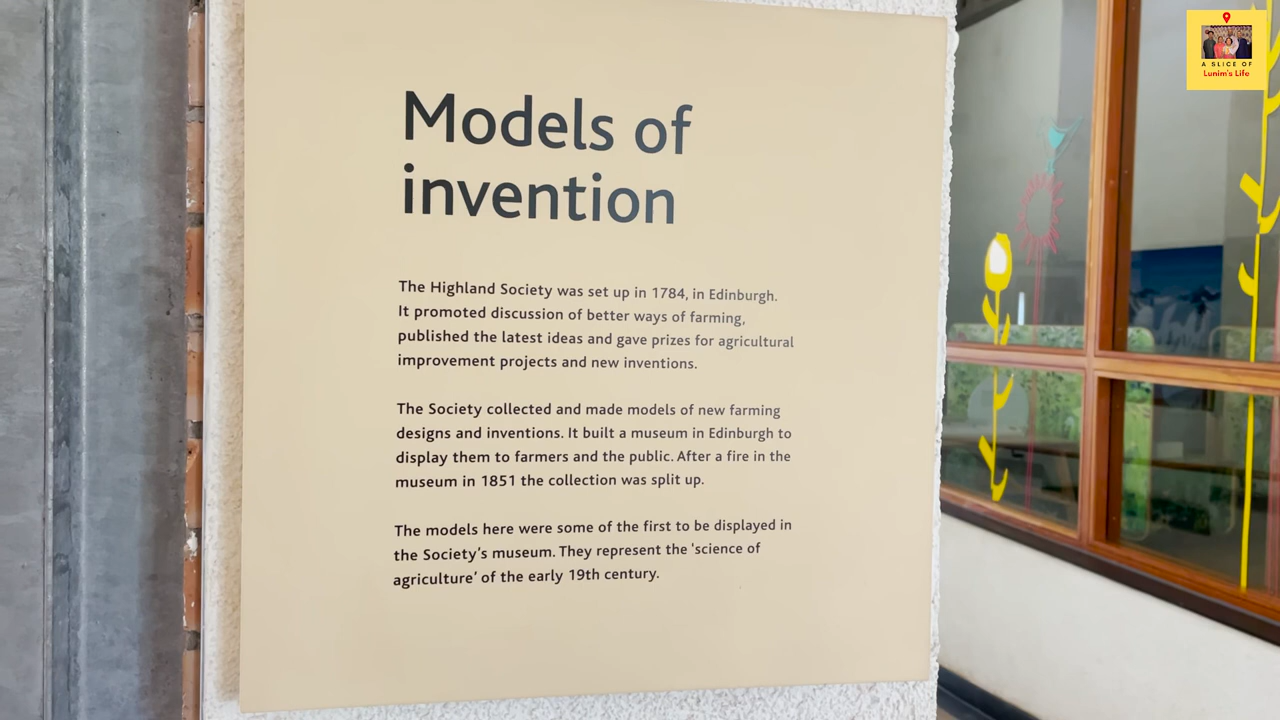 Models of
invention
The Highland Society was set up in 1784, in Edinburgh.
It promoted discussion of better ways of farming,
published the latest ideas and gave prizes for agricultural
improvement projects and new inventions.
The Society collected and made models of new farming
designs and inventions. It built a museum in Edinburgh to
display them to farmers and the public. After a fire in the
museum in 1851 the collection was split up.
The models here were some of the first to be displayed in
the Society's museum. They represent the 'science of
agriculture' of the early 19th century.
A SLICE OF
Lunim's Life